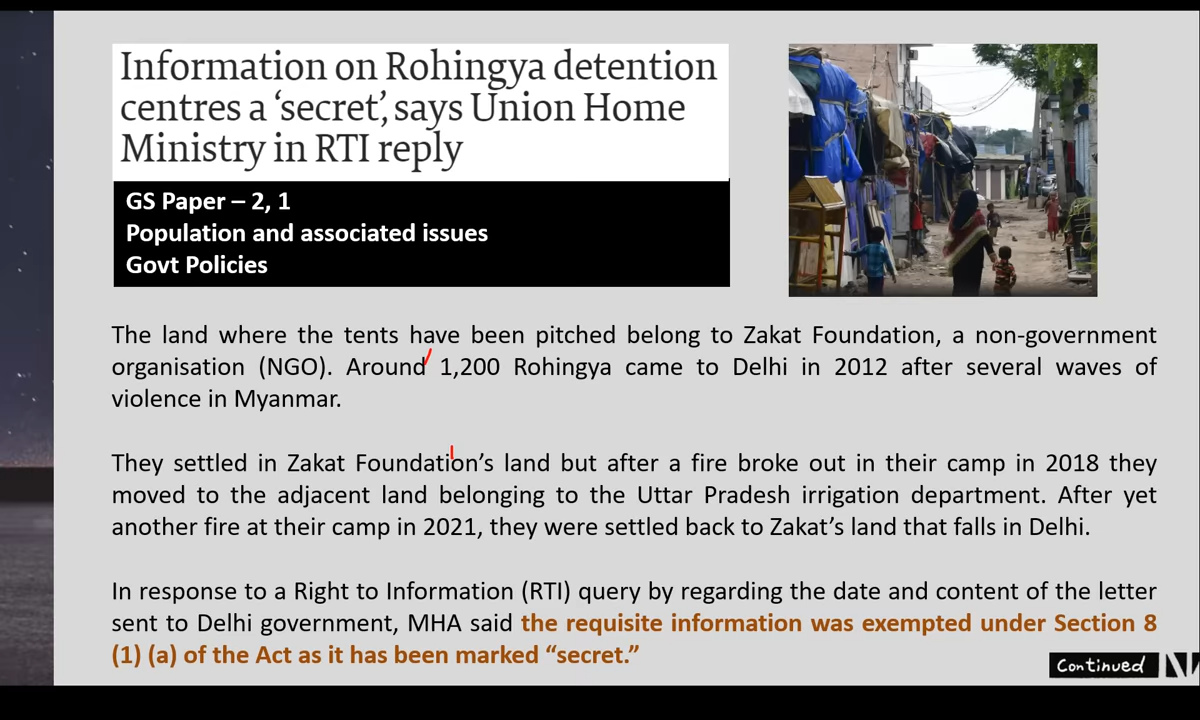 Information on Rohingya detention
centres a ‘secret’, says Union Home
Ministry in RTI reply
GS Paper – 2, 1
Population and associated issues
Govt Policies
The land where the tents have been pitched belong to Zakat Foundation, a non-government
organisation (NGO). Around 1,200 Rohingya came to Delhi in 2012 after several waves of
violence in Myanmar.
They settled in Zakat Foundation’s land but after a fire broke out in their camp in 2018 they
moved to the adjacent land belonging to the Uttar Pradesh irrigation department. After yet
another fire at their camp in 2021, they were settled back to Zakat’s land that falls in Delhi.
In response to a Right to Information (RTI) query by regarding the date and content of the letter
sent to Delhi government, MHA said the requisite information was exempted under Section 8
(1) (a) of the Act as it has been marked “secret.”
Continued